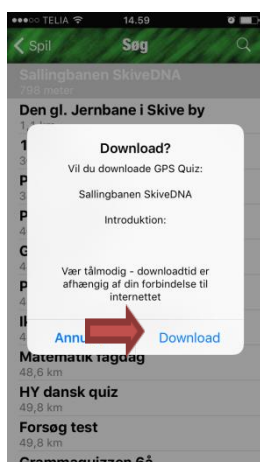 TELIA 14.59
Spil Søg
Sallingbanen SkiveDNA
798 meter
Den gl. Jernbane i Skive by
Download?
Vil du downloade GPS Quiz:
Sallingbanen SkiveDNA
Introduktion:
Vær tålmodig - downloadtid er
afhængig af din forbindelse til
internettet
Download
Matematik fagdag
48,6 km
HY dansk quiz
49,8 km
Forsøg test
49,8 km